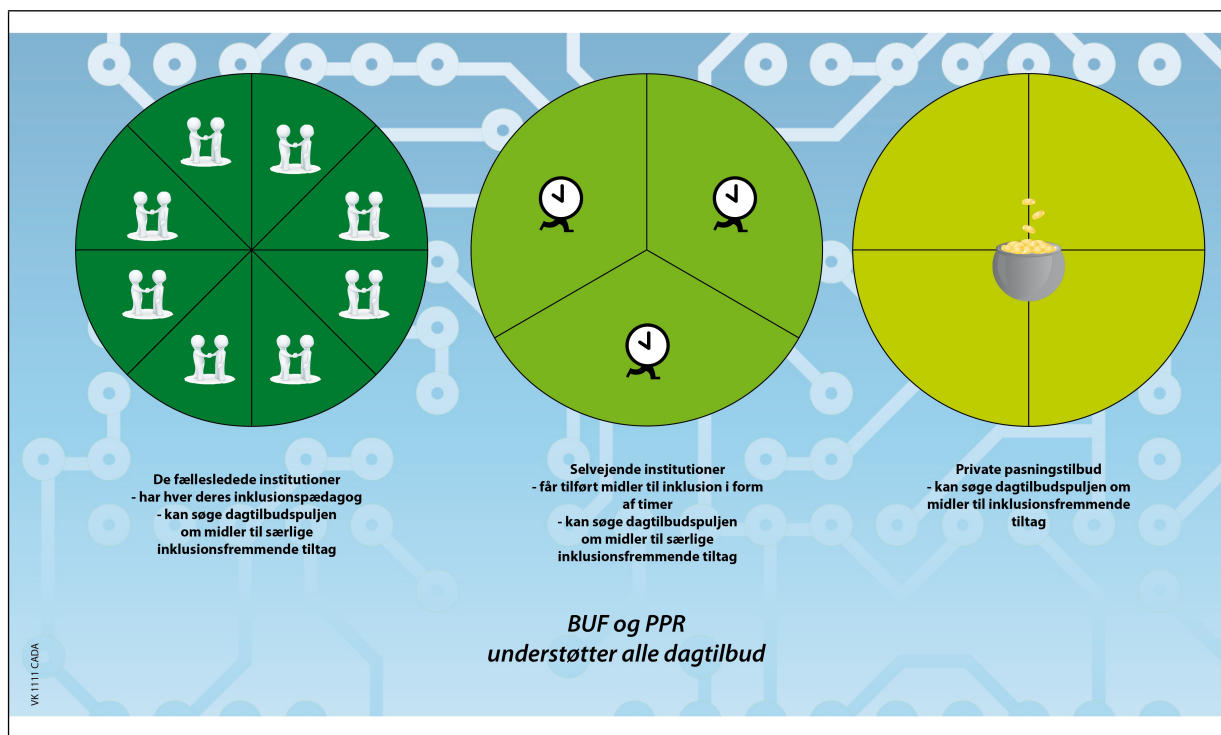 De fællesledede institutioner
- har hver deres inklusionspædagog
- kan søge dagtilbudspuljen
om midler til særlige
inklusionsfremmende tiltag
Selvejende institutioner
- får tilført midler til inklusion i form
af timer
- kan søge dagtilbudspuljen
om midler til særlige
inklusionsfremmende tiltag
Private pasningstilbud
- kan søge dagtilbudspuljen om
midler til inklusionsfremmende
tiltag
BUF og PPR
understøtter alle dagtilbud
VK 1111 CADA